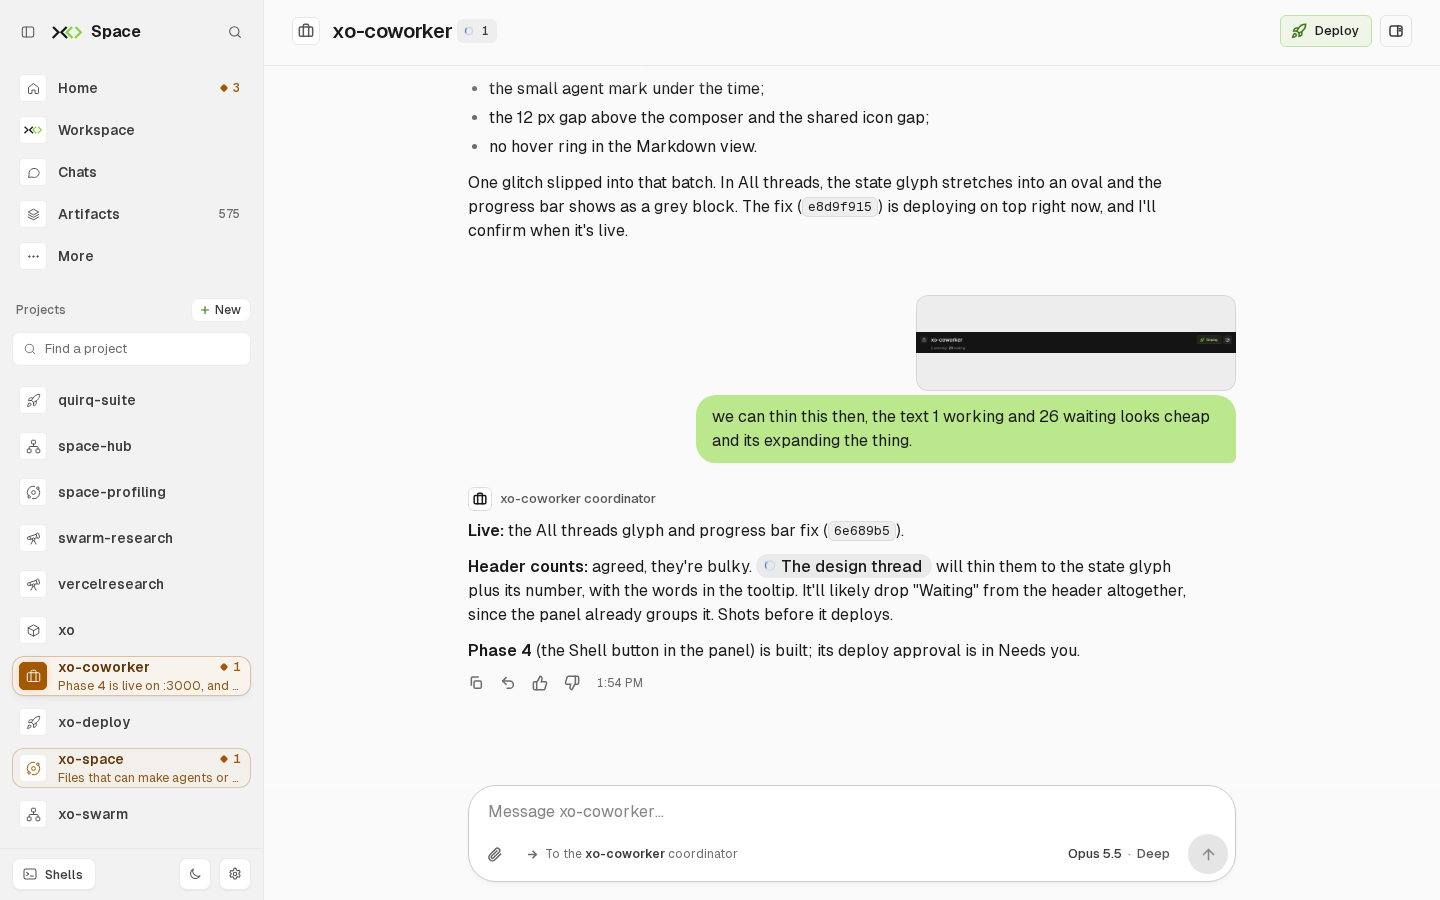 Space
Home
3
Workspace
Chats
Artifacts
575
More
Projects
New
Find a project
quirq-suite
space-hub
space-profiling
swarm-research
vercelresearch
xo
xo-coworker
1
Phase 4 is live on :3000, and …
xo-deploy
xo-space
1
Files that can make agents or …
xo-swarm
Shells
xo-coworker
1
Deploy
the small agent mark under the time;
the 12 px gap above the composer and the shared icon gap;
no hover ring in the Markdown view.
One glitch slipped into that batch. In All threads, the state glyph stretches into an oval and the
progress bar shows as a grey block. The fix (e8d9f915) is deploying on top right now, and I'll
confirm when it's live.
xo-coworker
Deploy
we can thin this then, the text 1 working and 26 waiting looks cheap
and its expanding the thing.
xo-coworker coordinator
Live: the All threads glyph and progress bar fix (6e689b5).
Header counts: agreed, they're bulky. The design thread will thin them to the state glyph
plus its number, with the words in the tooltip. It'll likely drop "Waiting" from the header altogether,
since the panel already groups it. Shots before it deploys.
Phase 4 (the Shell button in the panel) is built; its deploy approval is in Needs you.
1:54 PM
Message xo-coworker…
To the xo-coworker coordinator
Opus 5.5 · Deep